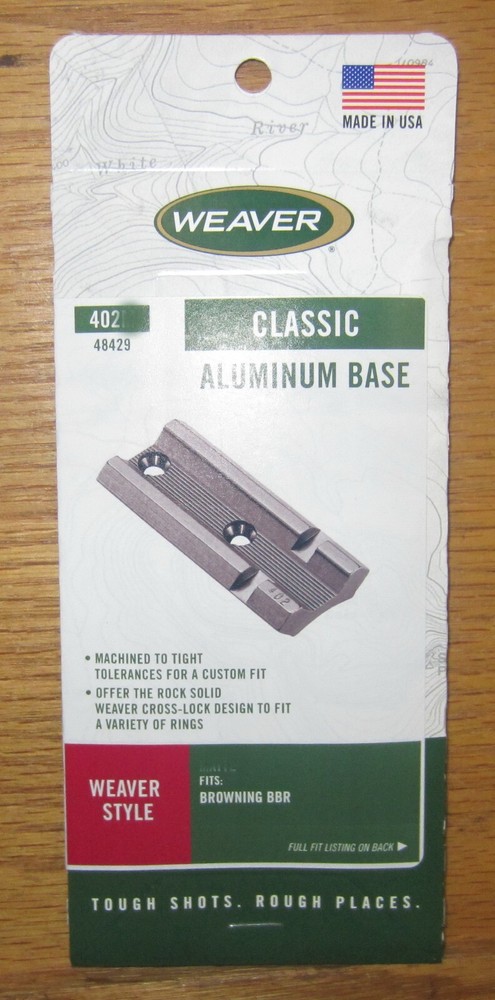 110984
River
MADE IN USA
White
WEAVER
®
402
48429
CLASSIC
ALUMINUM BASE
402
• MACHINED TO TIGHT
TOLERANCES FOR A CUSTOM FIT
• OFFER THE ROCK SOLID
WEAVER CROSS-LOCK DESIGN TO FIT
A VARIETY OF RINGS
WEAVER
STYLE
FITS:
BROWNING BBR
FULL FIT LISTING ON BACK ▶
TOUGH SHOTS. ROUGH PLACES.